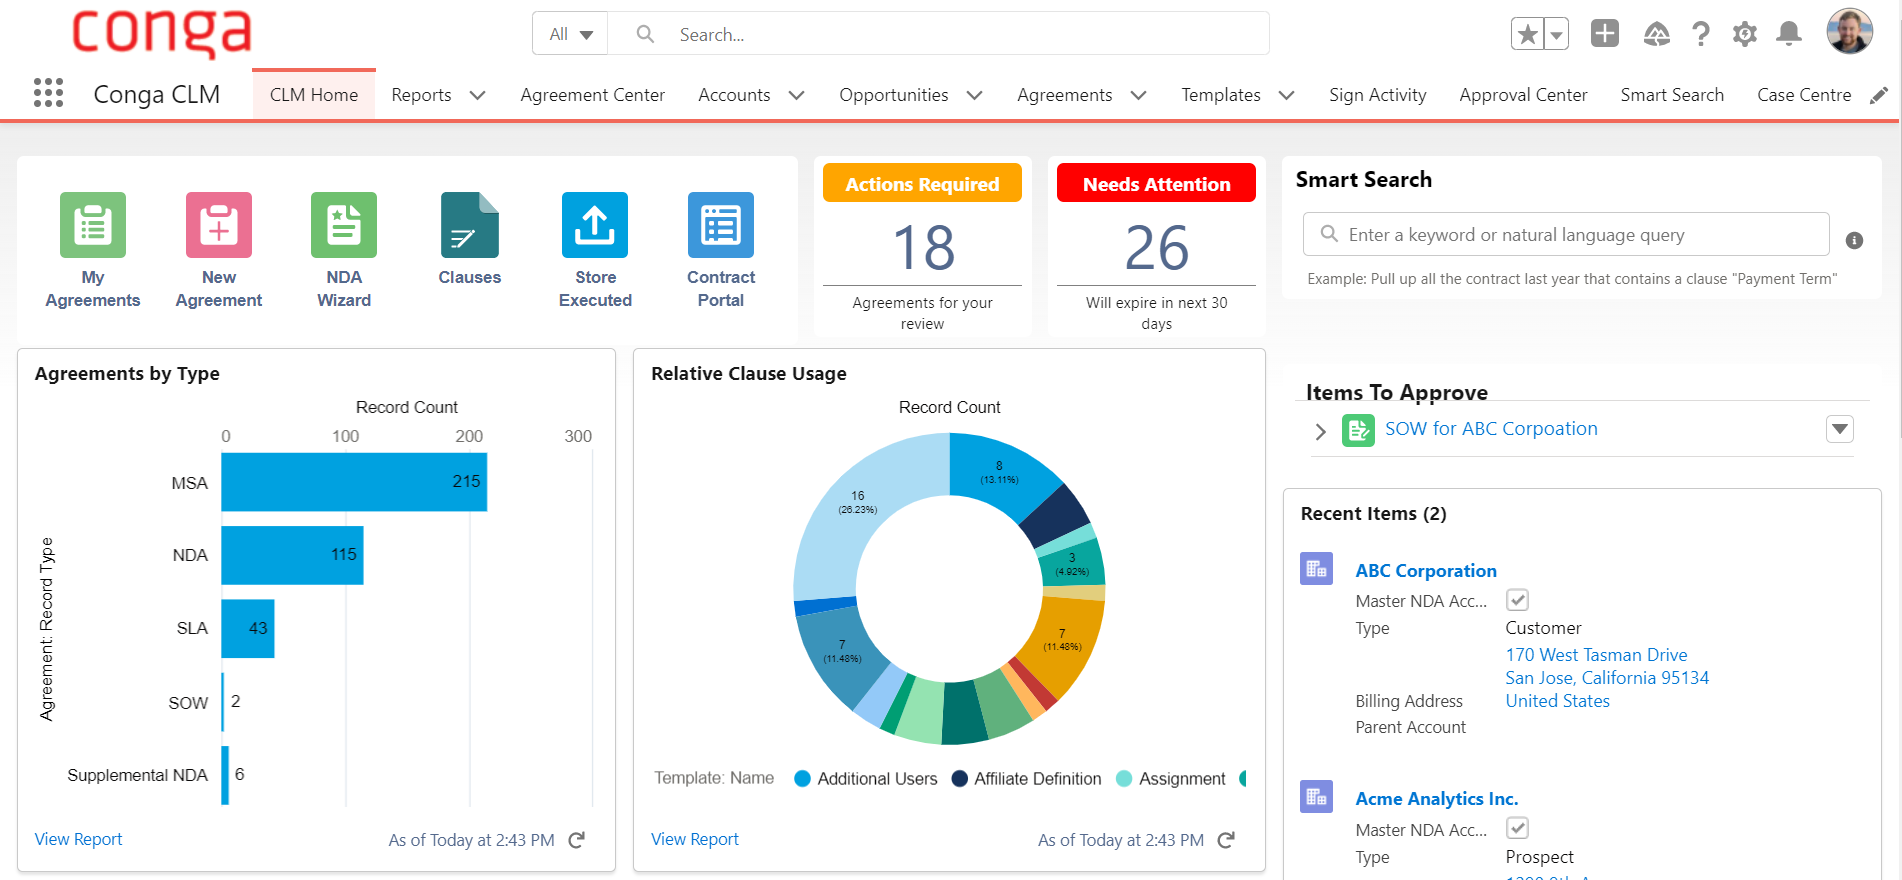 conga
All
Search...
Conga CLM
CLM Home
Reports
Agreement Center
Accounts
Opportunities
Agreements
Templates
Sign Activity
Approval Center
Smart Search
Case Centre
My
Agreements
New
Agreement
NDA
Wizard
Clauses
Store
Executed
Contract
Portal
Actions Required
18
Agreements for your
review
Needs Attention
26
Will expire in next 30
days
Smart Search
Enter a keyword or natural language query
Example: Pull up all the contract last year that contains a clause "Payment Term"
Agreements by Type
Record Count
0 100 200 300
Agreement: Record Type
MSA 215
NDA 115
SLA 43
SOW 2
Supplemental NDA 6
View Report
As of Today at 2:43 PM
Relative Clause Usage
Record Count
8
(13.11%)
3
(4.92%)
7
(11.48%)
7
(11.48%)
16
(26.23%)
Template: Name
Additional Users
Affiliate Definition
Assignment
View Report
As of Today at 2:43 PM
Items To Approve
SOW for ABC Corpoation
Recent Items (2)
ABC Corporation
Master NDA Acc...
Type Customer
170 West Tasman Drive
San Jose, California 95134
Billing Address United States
Parent Account
Acme Analytics Inc.
Master NDA Acc...
Type Prospect